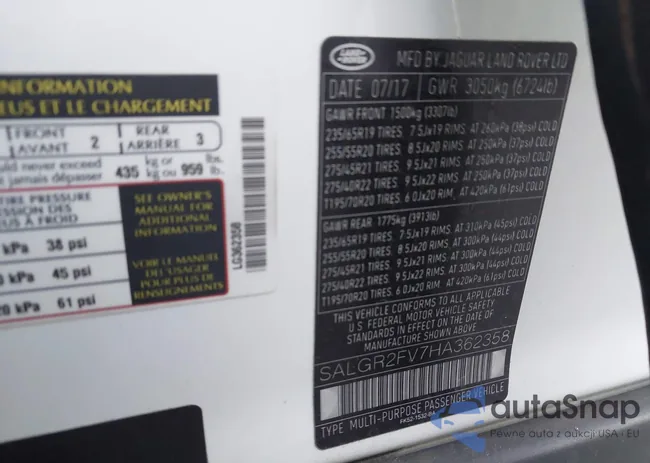 INFORMATION
EUS ET LE CHARGEMENT
FRONT
AVANT
2
REAR
ARRIÈRE
3
ould never exceed
jamais dépasser
435 kg or kg ou 959 lbs. lb.
TIRE PRESSURE
PRESSION DES
US À FROID
kPa 38 psi
0 kPa 45 psi
20 kPa 61 psi
SEE OWNER'S
MANUAL FOR
ADDITIONAL
INFORMATION
VOIR LE MANUEL
DE L'USAGER
POUR PLUS DE
RENSEIGNEMENTS
LG362358
LAND ROVER
MFD BY JAGUAR LAND ROVER LTD
DATE 07/17 GWR 3050kg (6724lb)
GAWR FRONT 1500kg (3307lb)
235/65R19 TIRES, 7.5Jx19 RIMS, AT 260kPa (38psi) COLD
255/55R20 TIRES, 8.5Jx20 RIMS, AT 250kPa (37psi) COLD
275/45R21 TIRES, 9.5Jx21 RIMS, AT 250kPa (37psi) COLD
275/40R22 TIRES, 9.5Jx22 RIMS, AT 250kPa (37psi) COLD
T195/70R20 TIRES, 6.0Jx20 RIM, AT 420kPa (61psi) COLD
GAWR REAR 1775kg (3913lb)
235/65R19 TIRES, 7.5Jx19 RIMS, AT 310kPa (45psi) COLD
255/55R20 TIRES, 8.5Jx20 RIMS, AT 300kPa (44psi) COLD
275/45R21 TIRES, 9.5Jx21 RIMS, AT 300kPa (44psi) COLD
275/40R22 TIRES, 9.5Jx22 RIMS, AT 300kPa (44psi) COLD
T195/70R20 TIRES, 6.0Jx20 RIM, AT 420kPa (61psi) COLD
THIS VEHICLE CONFORMS TO ALL APPLICABLE
U.S. FEDERAL MOTOR VEHICLE SAFETY
STANDARDS IN EFFECT ON THE DATE OF
MANUFACTURE SHOWN ABOVE
SALGR2FV7HA362358
TYPE: MULTI-PURPOSE PASSENGER VEHICLE
autaSnap
Pewne auta z aukcji USA i EU